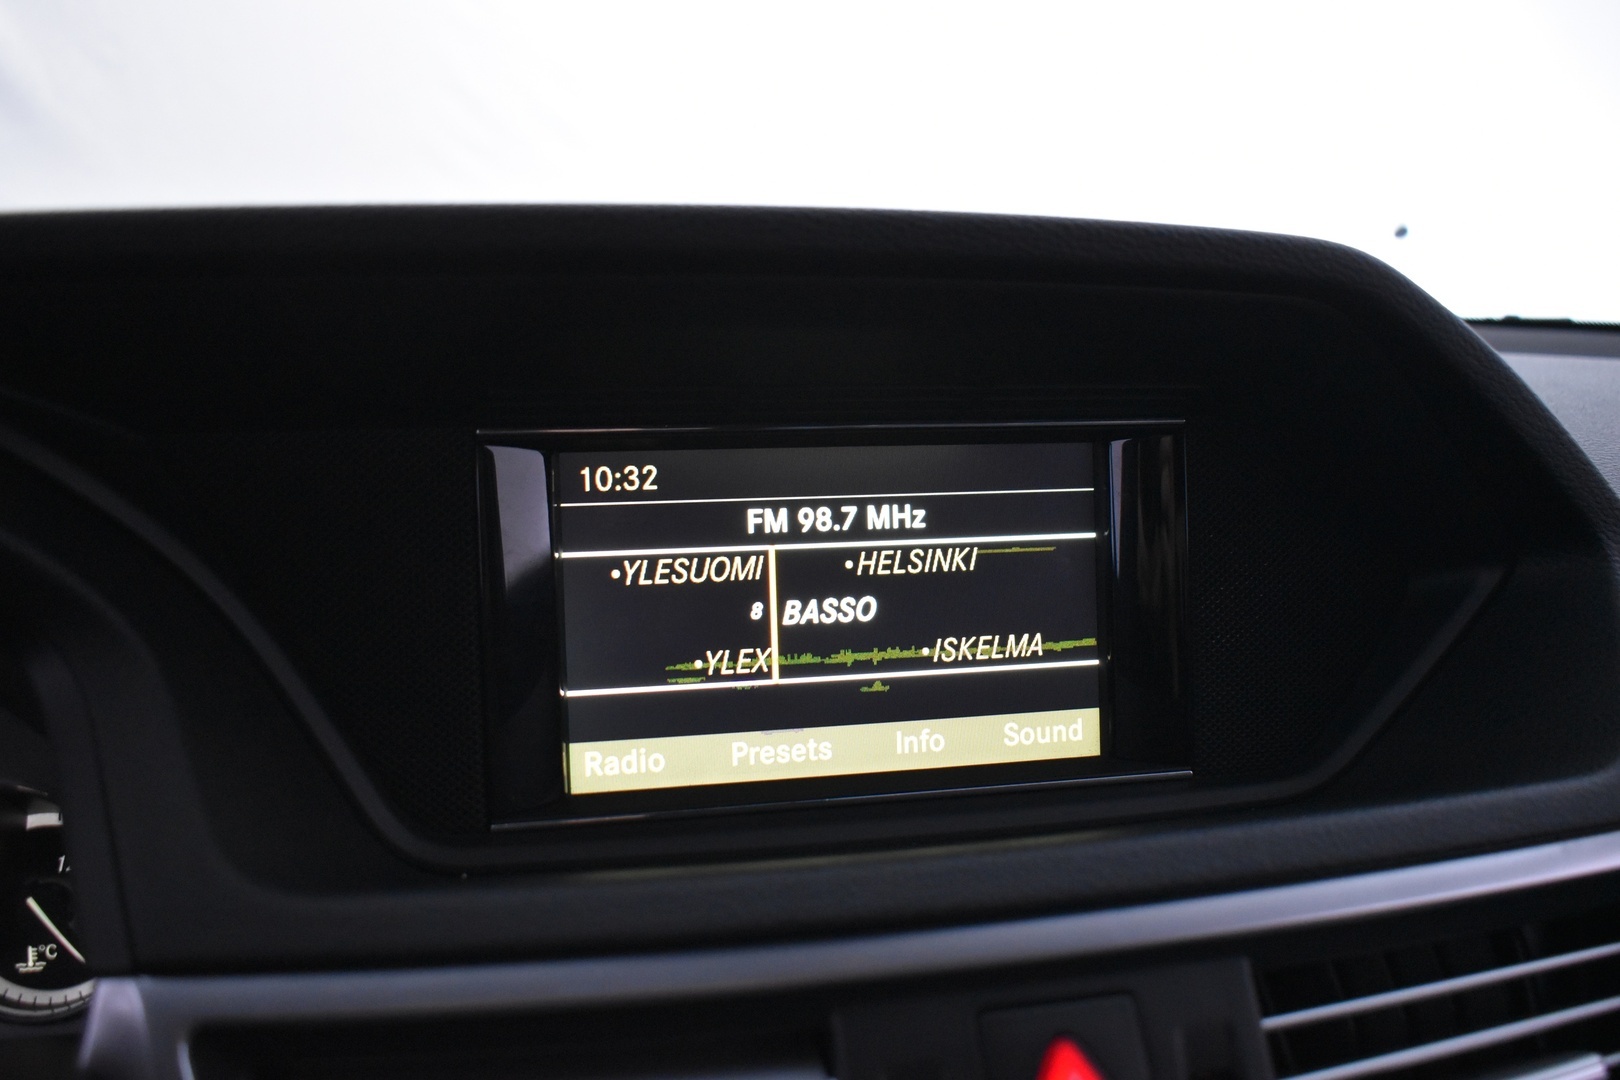 10:32
FM 98.7 MHz
•YLESUOMI •HELSINKI
8 BASSO
•YLEX •ISKELMA
Radio Presets Info Sound
°C